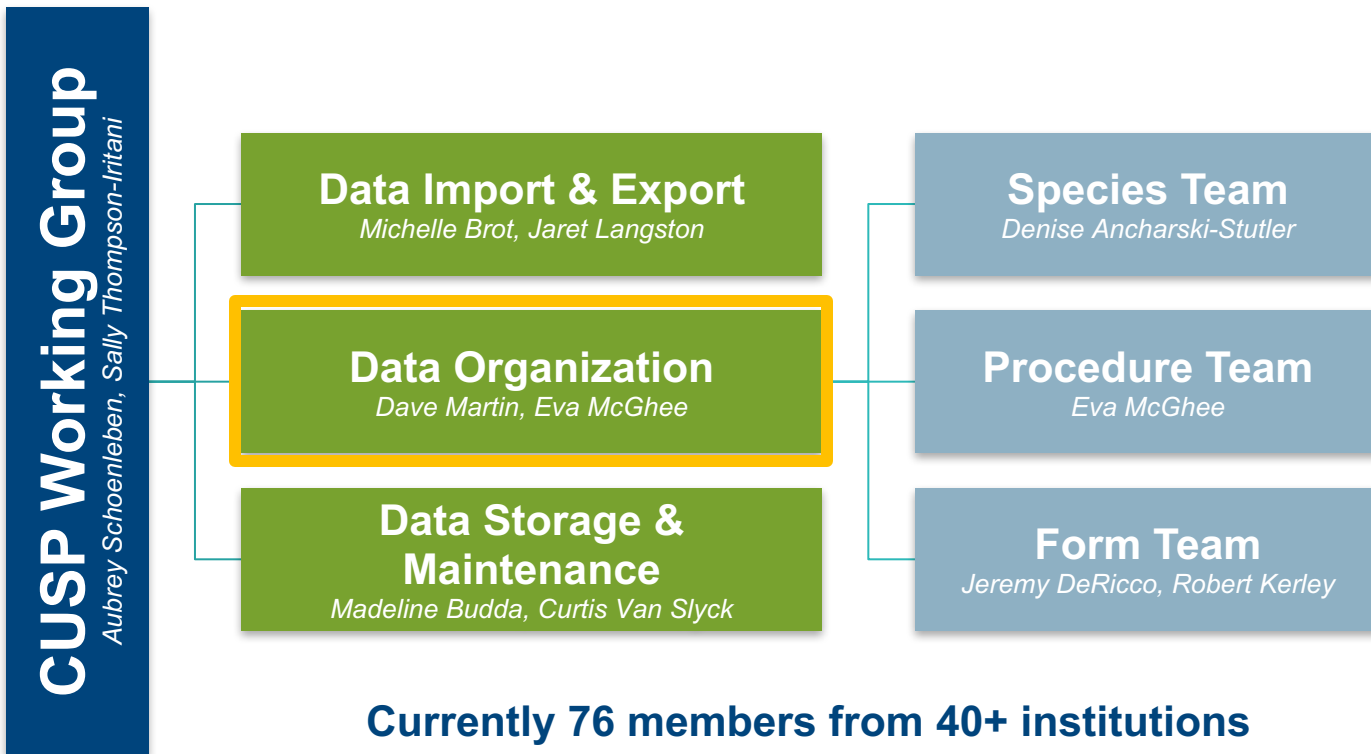 CUSP Working Group
Aubrey Schoenleben, Sally Thompson-Iritani
Data Import & Export
Michelle Brot, Jaret Langston
Data Organization
Dave Martin, Eva McGhee
Data Storage &
Maintenance
Madeline Budda, Curtis Van Slyck
Species Team
Denise Ancharski-Stutler
Procedure Team
Eva McGhee
Form Team
Jeremy DeRicco, Robert Kerley
Currently 76 members from 40+ institutions